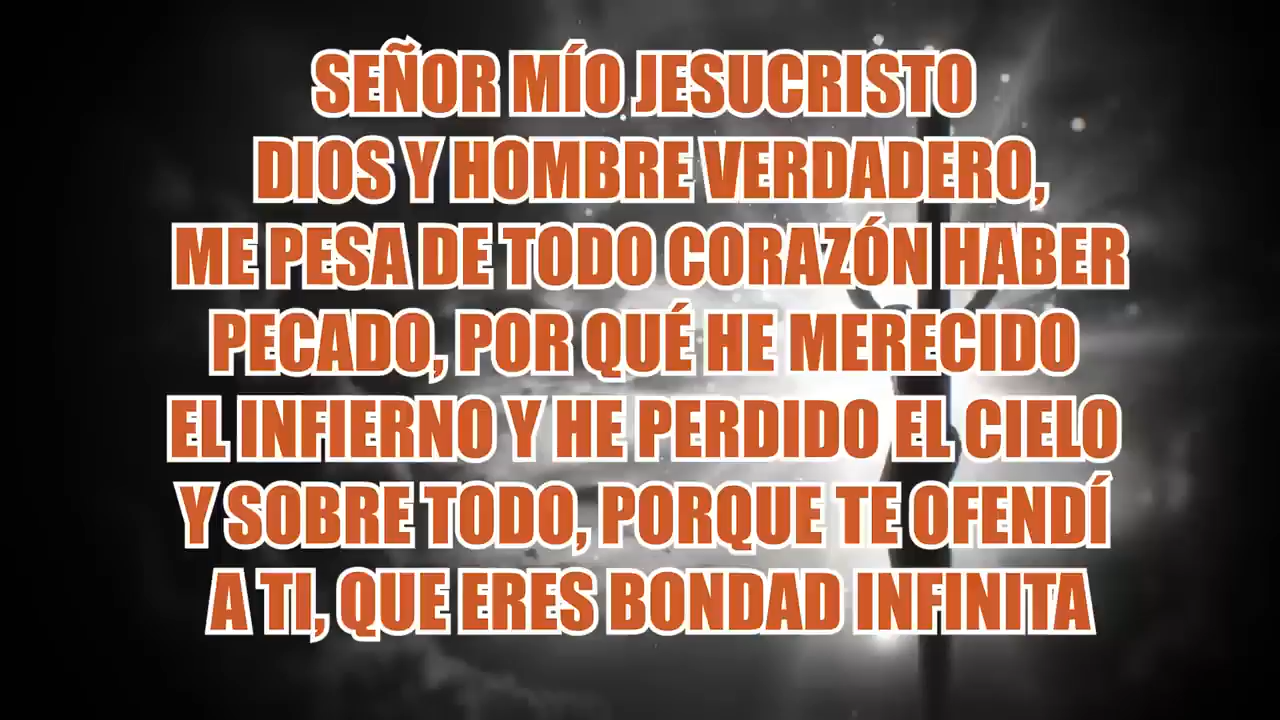 SEÑOR MÍO JESUCRISTO
DIOS Y HOMBRE VERDADERO,
ME PESA DE TODO CORAZÓN HABER
PECADO, POR QUÉ HE MERECIDO
EL INFIERNO Y HE PERDIDO EL CIELO
Y SOBRE TODO, PORQUE TE OFENDÍ
A TI, QUE ERES BONDAD INFINITA